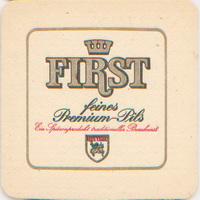 FIRST
feines
Premium-Pils
Ein Spitzenprodukt traditioneller Braukunst